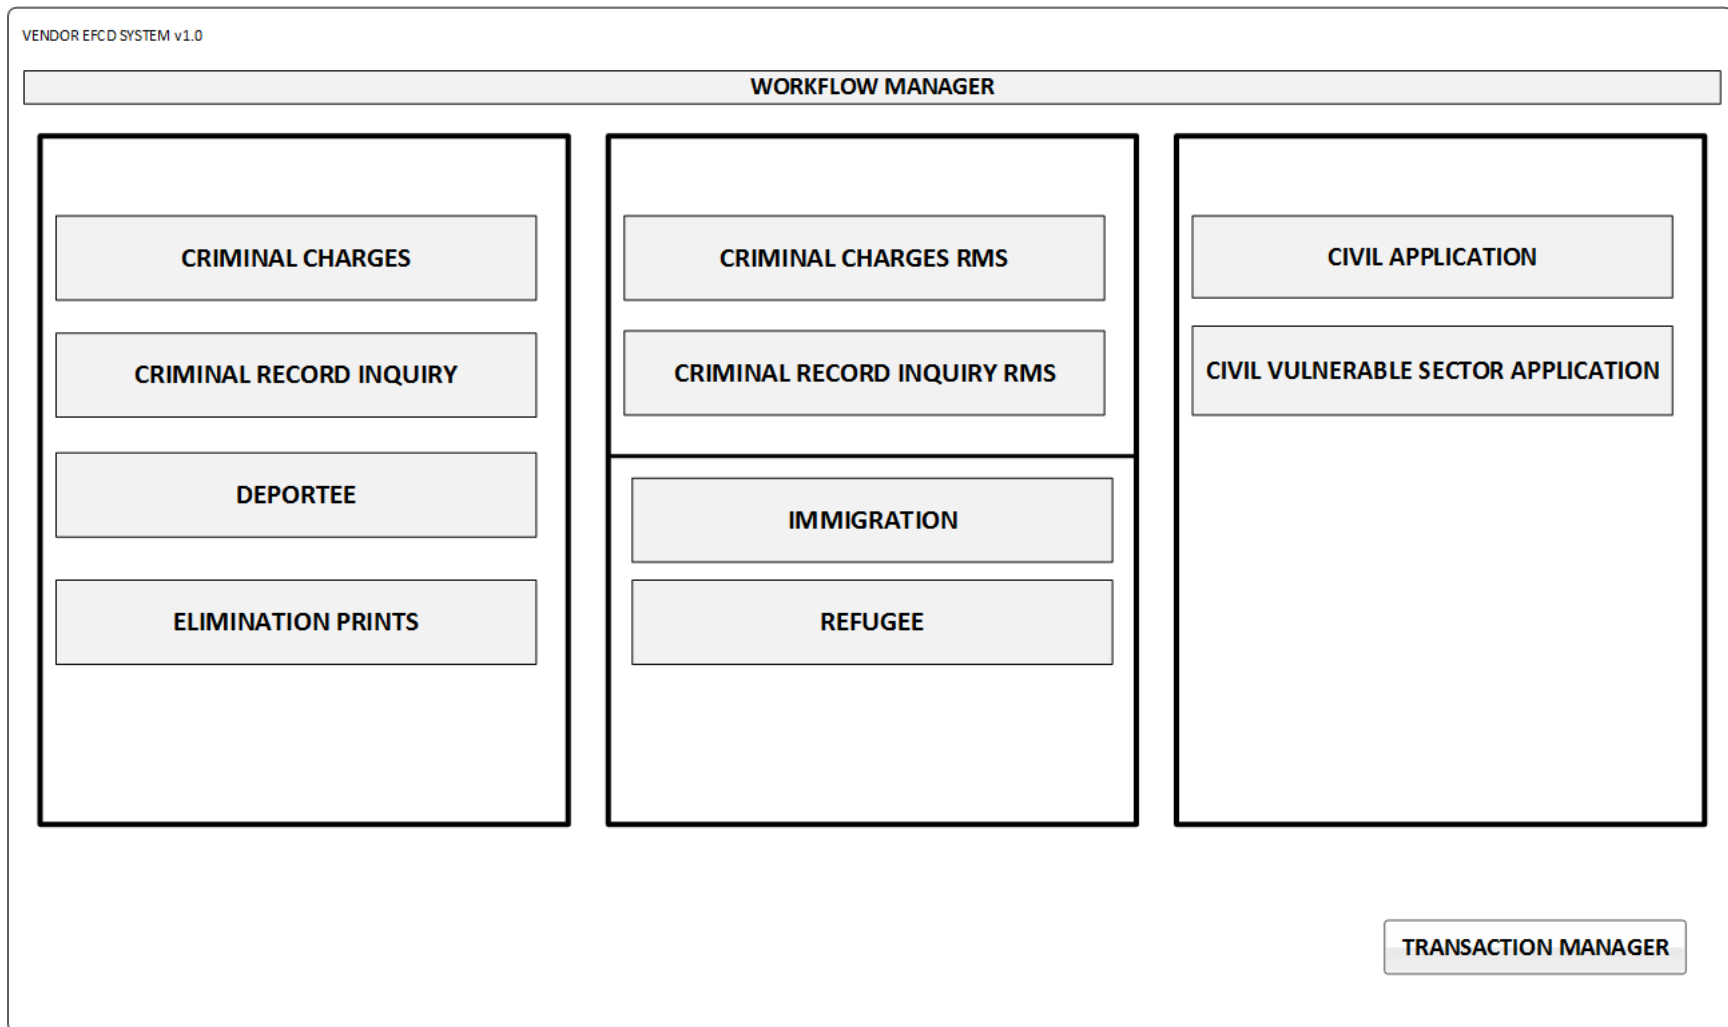 VENDOR EFCD SYSTEM v1.0
WORKFLOW MANAGER
CRIMINAL CHARGES
CRIMINAL RECORD INQUIRY
DEPORTEE
ELIMINATION PRINTS
CRIMINAL CHARGES RMS
CRIMINAL RECORD INQUIRY RMS
IMMIGRATION
REFUGEE
CIVIL APPLICATION
CIVIL VULNERABLE SECTOR APPLICATION
TRANSACTION MANAGER